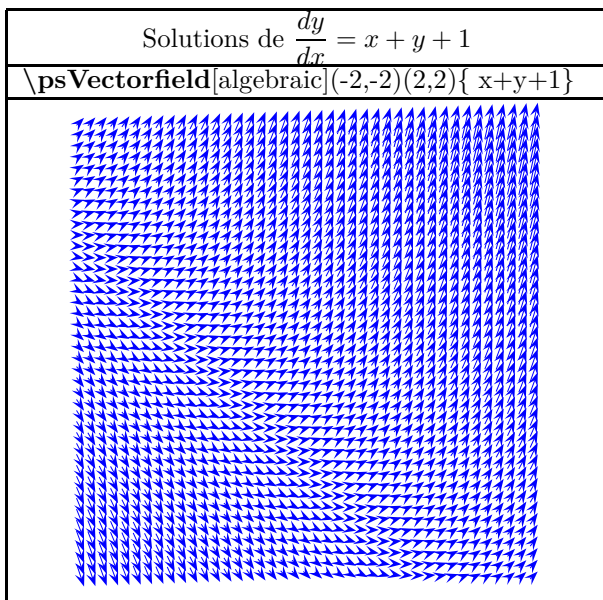 Solutions de dy/dx = x + y + 1
\psVectorfield[algebraic](-2,-2)(2,2){ x+y+1}